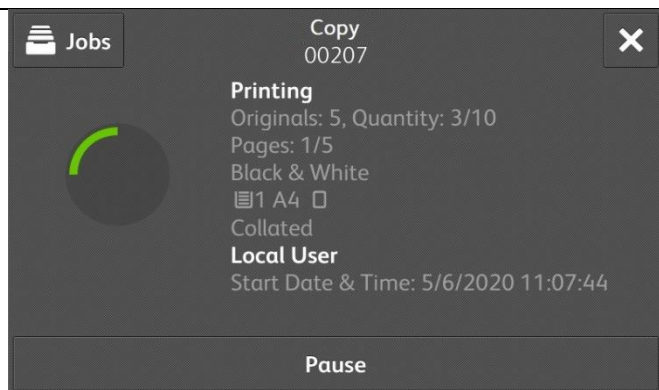 Jobs
Copy
00207
Printing
Originals: 5, Quantity: 3/10
Pages: 1/5
Black & White
1 A4
Collated
Local User
Start Date & Time: 5/6/2020 11:07:44
Pause